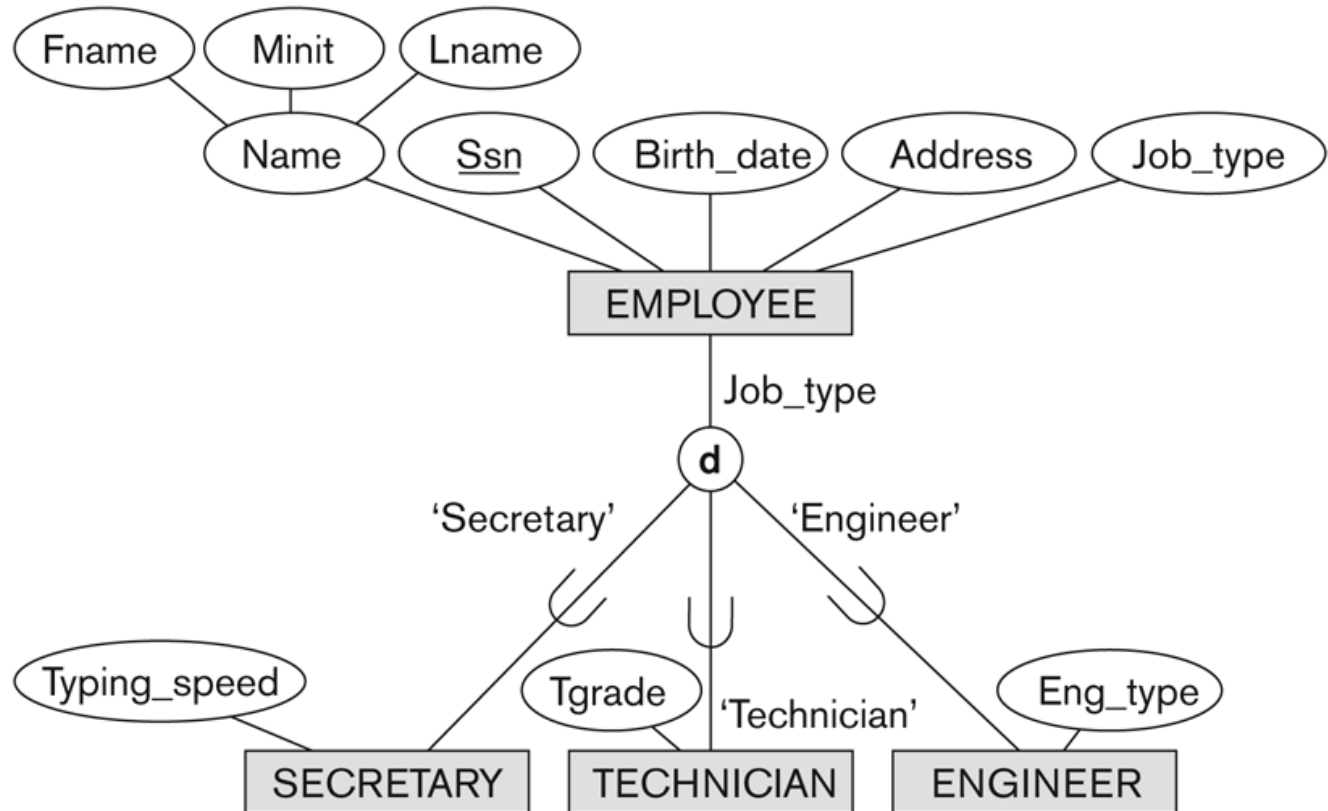 Fname Minit Lname
Name Ssn Birth_date Address Job_type
EMPLOYEE
Job_type
d
‘Secretary’ ‘Engineer’
Typing_speed Tgrade Eng_type
‘Technician’
SECRETARY TECHNICIAN ENGINEER